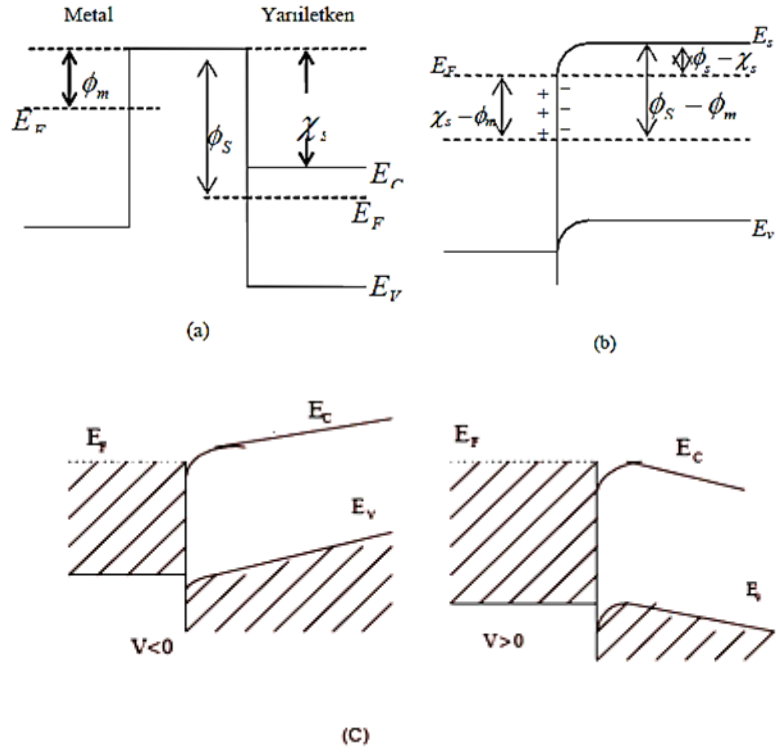 Metal Yarıiletken
ϕm
EF
ϕS
χs
EC
EF
EV
(a)
Es
EF
ϕs − χs
χs − ϕm
+ −
+ −
+ −
ϕS − ϕm
Ev
(b)
EF
EC
EV
V<0
EF
EC
V>0
(C)